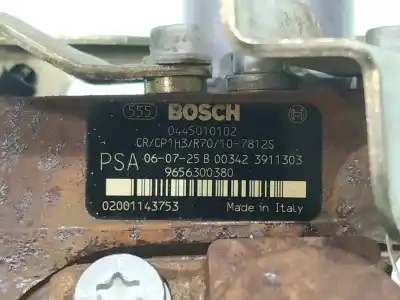 555 BOSCH
0445010102
CR/CP1H3/R70/10-7812S
PSA 06-07-25 B 00342 3911303
9656300380
02001143753 Made in Italy